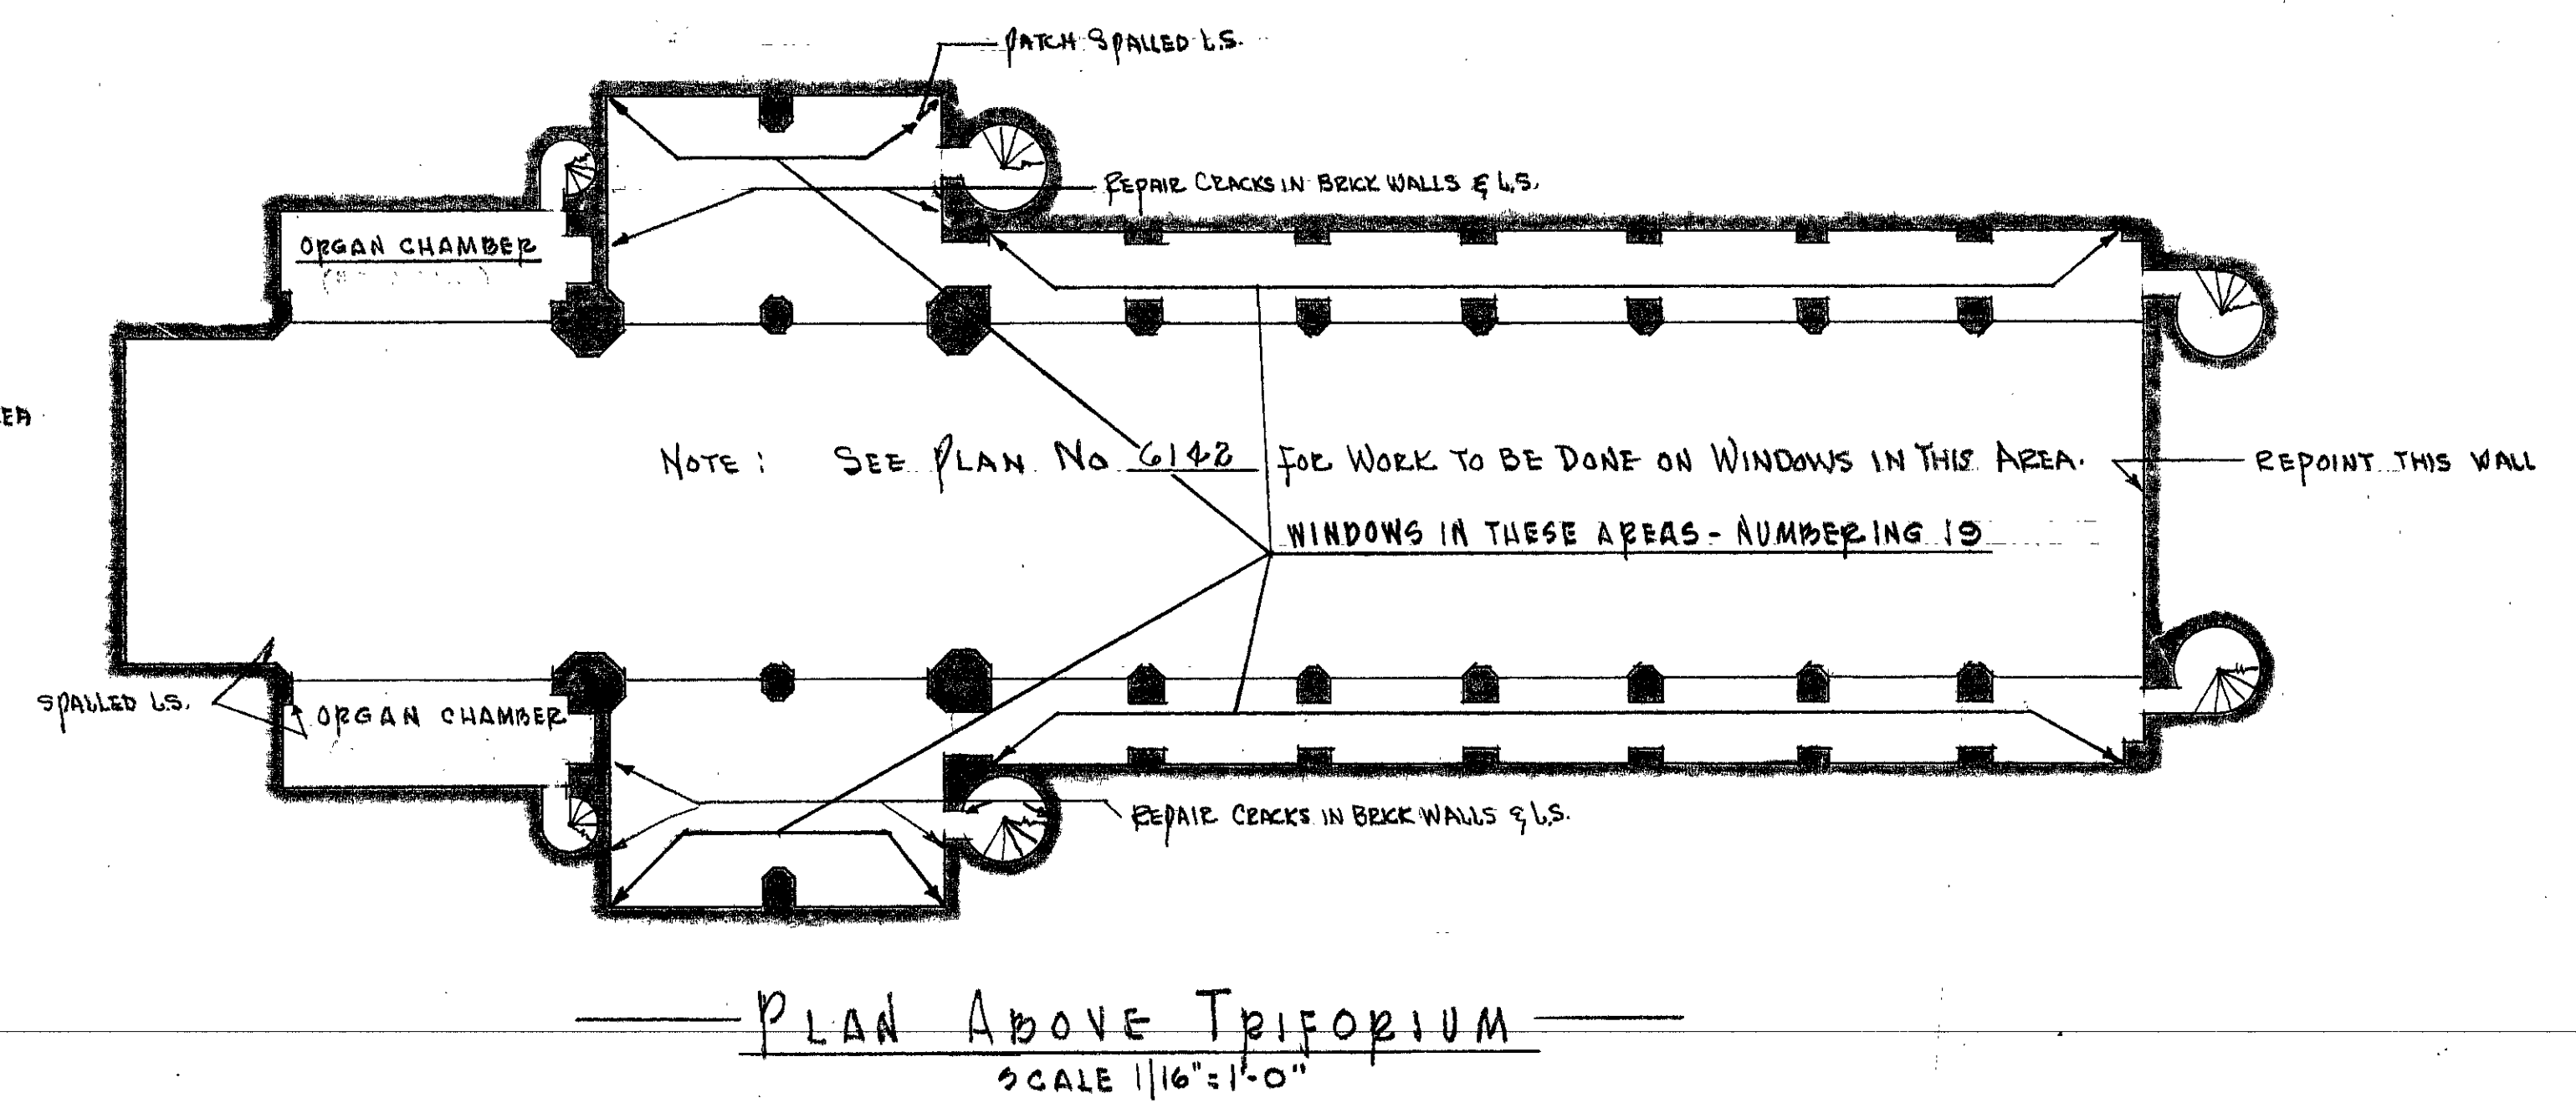 PATCH SPALLED L.S.
REPAIR CRACKS IN BRICK WALLS & L.S.
ORGAN CHAMBER
NOTE: SEE PLAN NO 6142 FOR WORK TO BE DONE ON WINDOWS IN THIS AREA.
REPOINT THIS WALL
WINDOWS IN THESE AREAS - NUMBERING 19
SPALLED L.S.
ORGAN CHAMBER
REPAIR CRACKS IN BRICK WALLS & L.S.
PLAN ABOVE TRIFORIUM
SCALE 1/16"=1'-0"